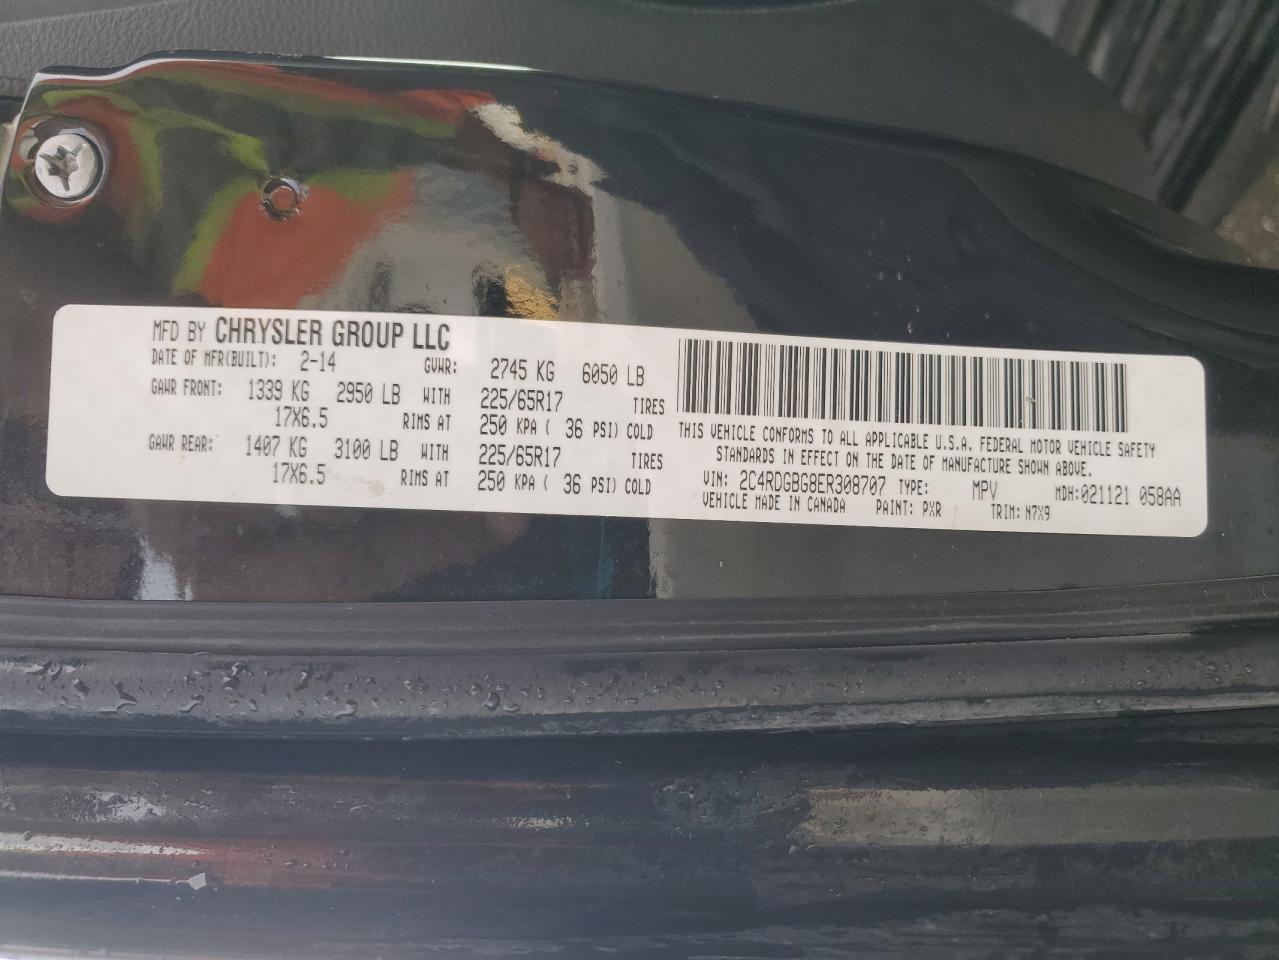 MFD BY CHRYSLER GROUP LLC
DATE OF MFR(BUILT): 2-14 GVWR: 2745 KG 6050 LB
GAWR FRONT: 1339 KG 2950 LB WITH 225/65R17 TIRES
17X6.5 RIMS AT 250 KPA ( 36 PSI) COLD
GAWR REAR: 1407 KG 3100 LB WITH 225/65R17 TIRES
17X6.5 RIMS AT 250 KPA ( 36 PSI) COLD
THIS VEHICLE CONFORMS TO ALL APPLICABLE U.S.A. FEDERAL MOTOR VEHICLE SAFETY
STANDARDS IN EFFECT ON THE DATE OF MANUFACTURE SHOWN ABOVE.
VIN: 2C4RDGBG8ER308707 TYPE: MPV MDH:021121 058AA
VEHICLE MADE IN CANADA PAINT: PXR TRIM: N7X9